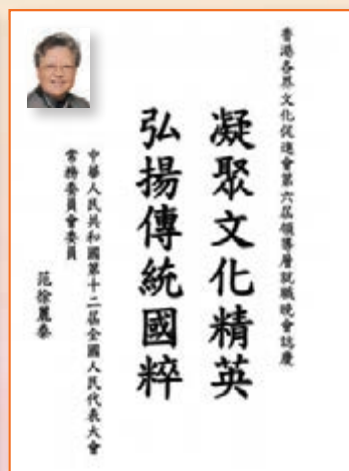 香港各界文化促進會第六屆領導層就職晚會誌慶
凝聚文化精英
弘揚傳統國粹
中華人民共和國第十二屆全國人民代表大會
常務委員會委員
范徐麗泰